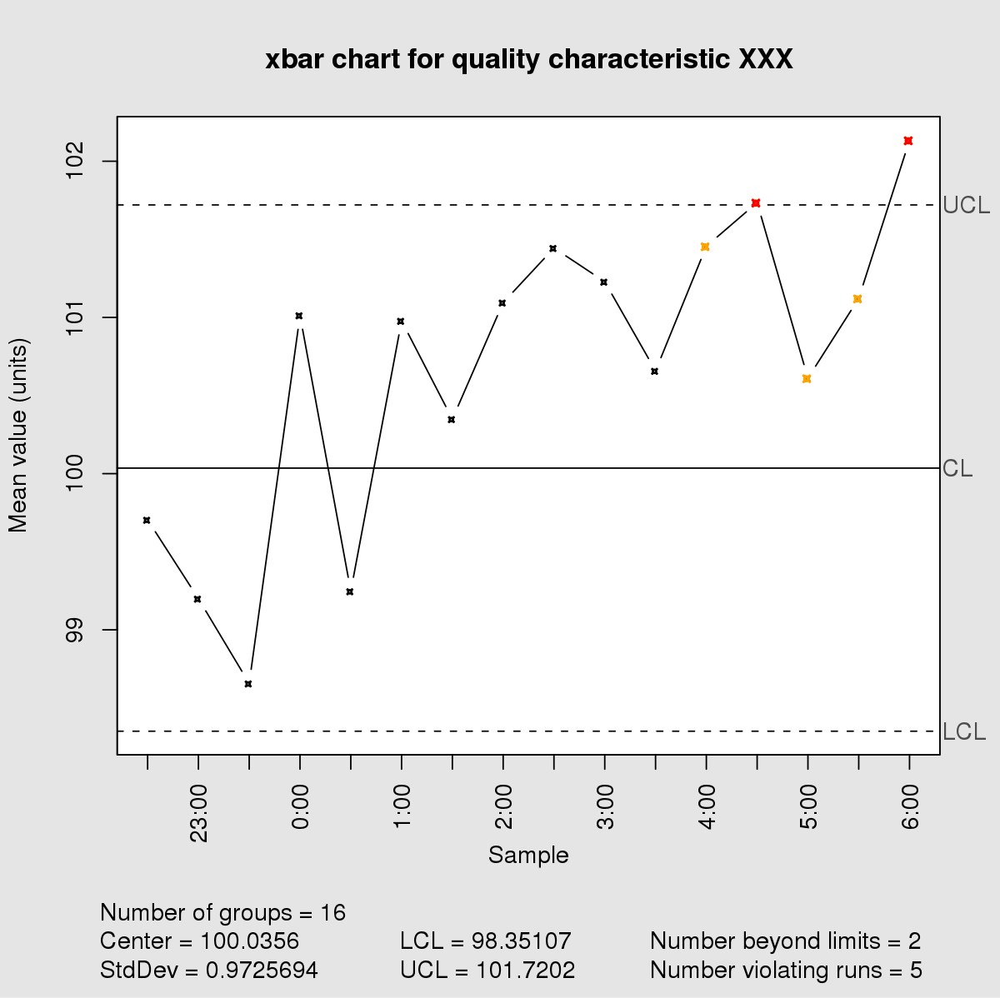 xbar chart for quality characteristic XXX
102
101
100
99
Mean value (units)
UCL
CL
LCL
23:00
0:00
1:00
2:00
3:00
4:00
5:00
6:00
Sample
Number of groups = 16
Center = 100.0356
LCL = 98.35107
Number beyond limits = 2
StdDev = 0.9725694
UCL = 101.7202
Number violating runs = 5